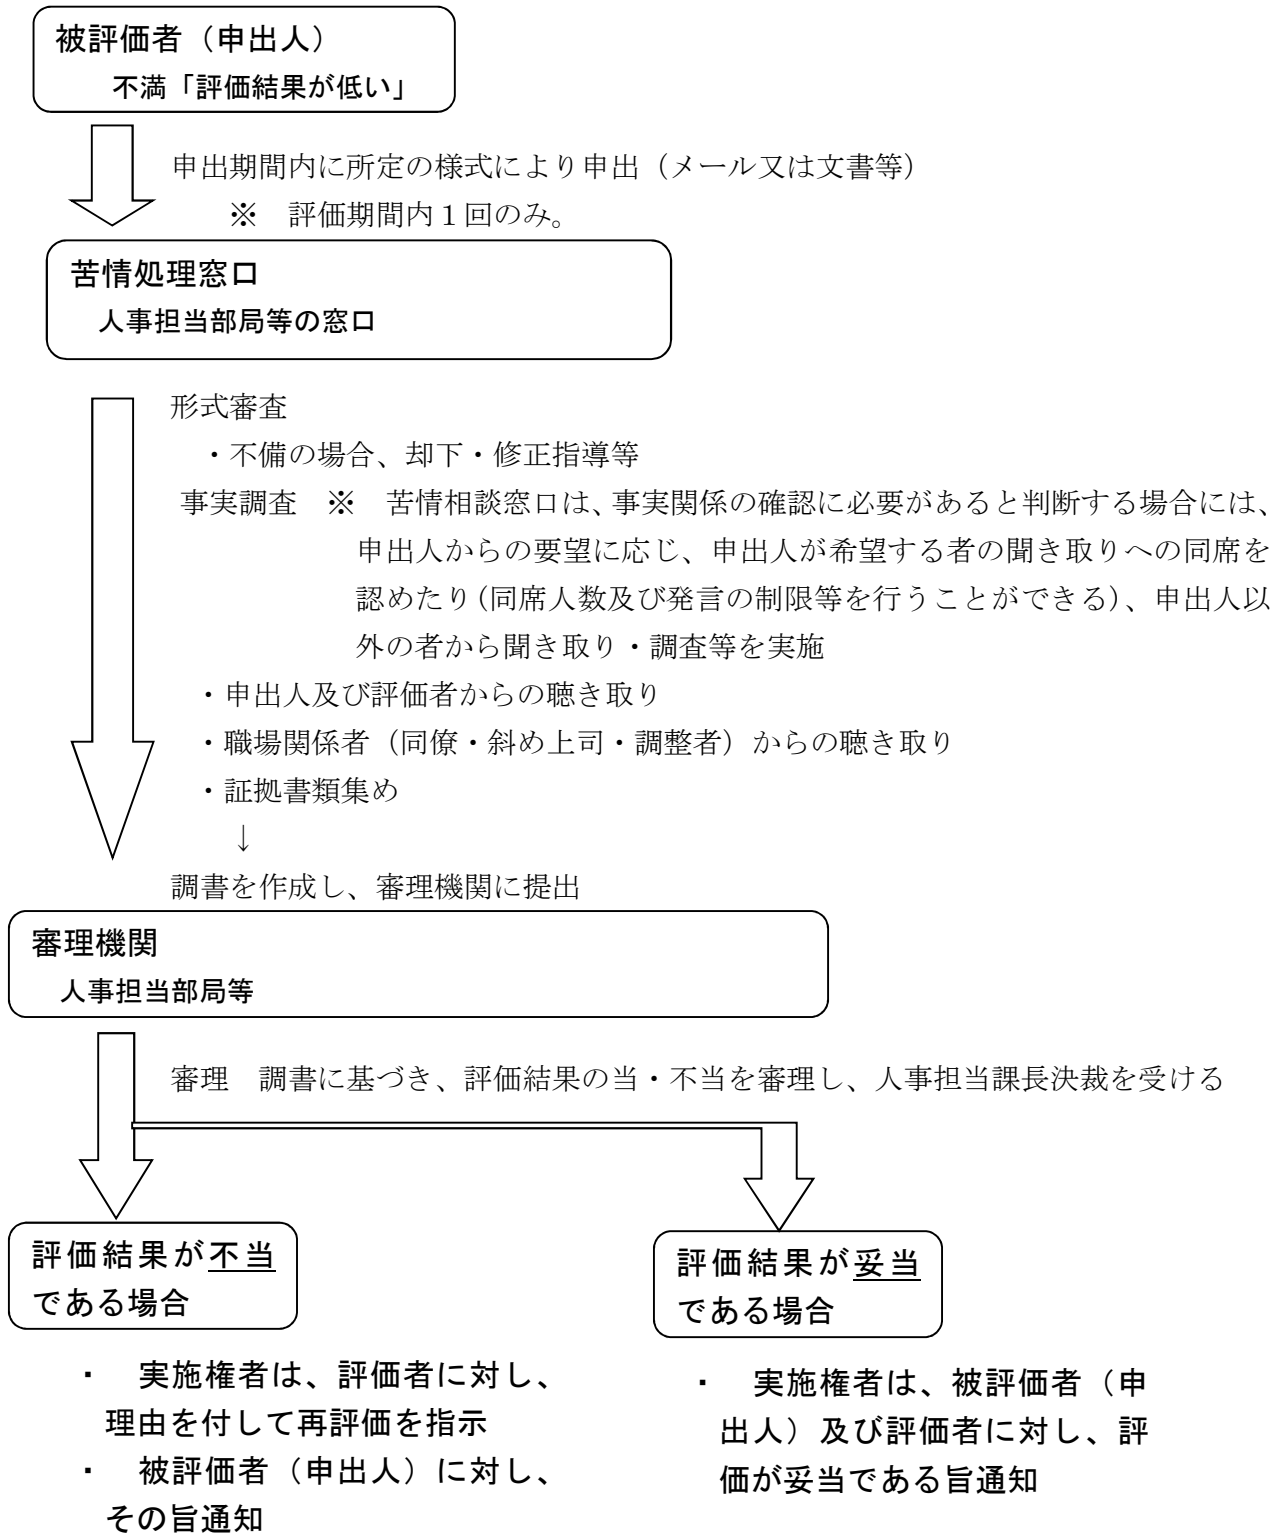 被評価者（申出人）
不満「評価結果が低い」
申出期間内に所定の様式により申出（メール又は文書等）
※　評価期間内１回のみ。
苦情処理窓口
人事担当部局等の窓口
形式審査
・不備の場合、却下・修正指導等
事実調査　※　苦情相談窓口は、事実関係の確認に必要があると判断する場合には、
申出人からの要望に応じ、申出人が希望する者の聞き取りへの同席を
認めたり（同席人数及び発言の制限等を行うことができる）、申出人以
外の者から聞き取り・調査等を実施
・申出人及び評価者からの聴き取り
・職場関係者（同僚・斜め上司・調整者）からの聴き取り
・証拠書類集め
↓
調書を作成し、審理機関に提出
審理機関
人事担当部局等
審理　調書に基づき、評価結果の当・不当を審理し、人事担当課長決裁を受ける
評価結果が不当
である場合
・　実施権者は、評価者に対し、
理由を付して再評価を指示
・　被評価者（申出人）に対し、
その旨通知
評価結果が妥当
である場合
・　実施権者は、被評価者（申
出人）及び評価者に対し、評
価が妥当である旨通知